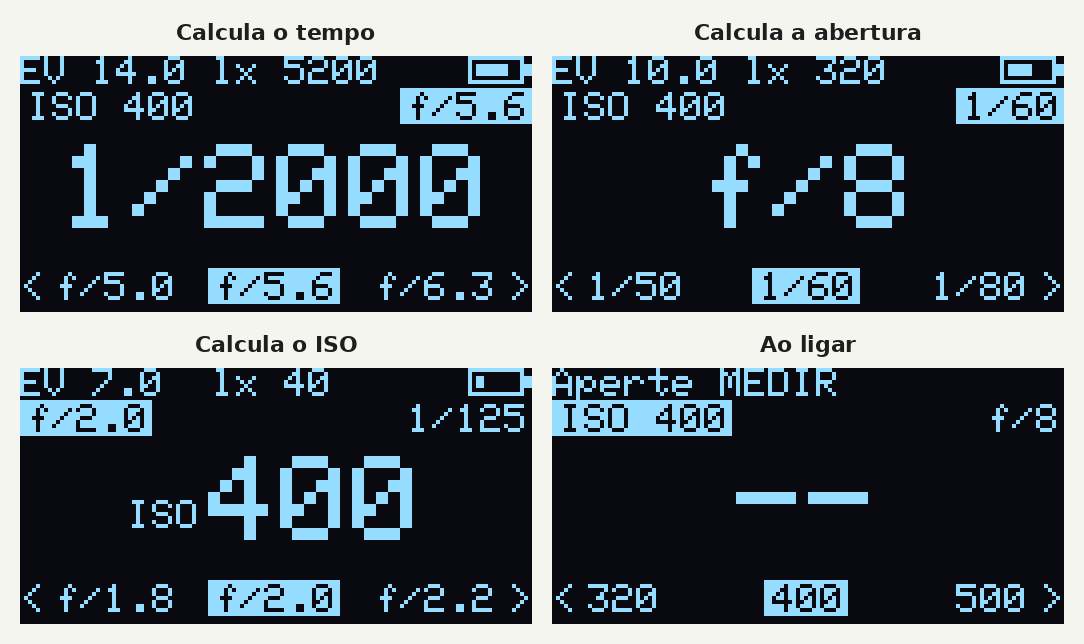 Calcula o tempo
EV 14.0 lx 5200
ISO 400 f/5.6
1/2000
< f/5.0 f/5.6 f/6.3 >
Calcula a abertura
EV 10.0 lx 320
ISO 400 1/60
f/8
< 1/50 1/60 1/80 >
Calcula o ISO
EV 7.0 lx 40
f/2.0 1/125
ISO 400
< f/1.8 f/2.0 f/2.2 >
Ao ligar
Aperte MEDIR
ISO 400 f/8
--
< 320 400 500 >